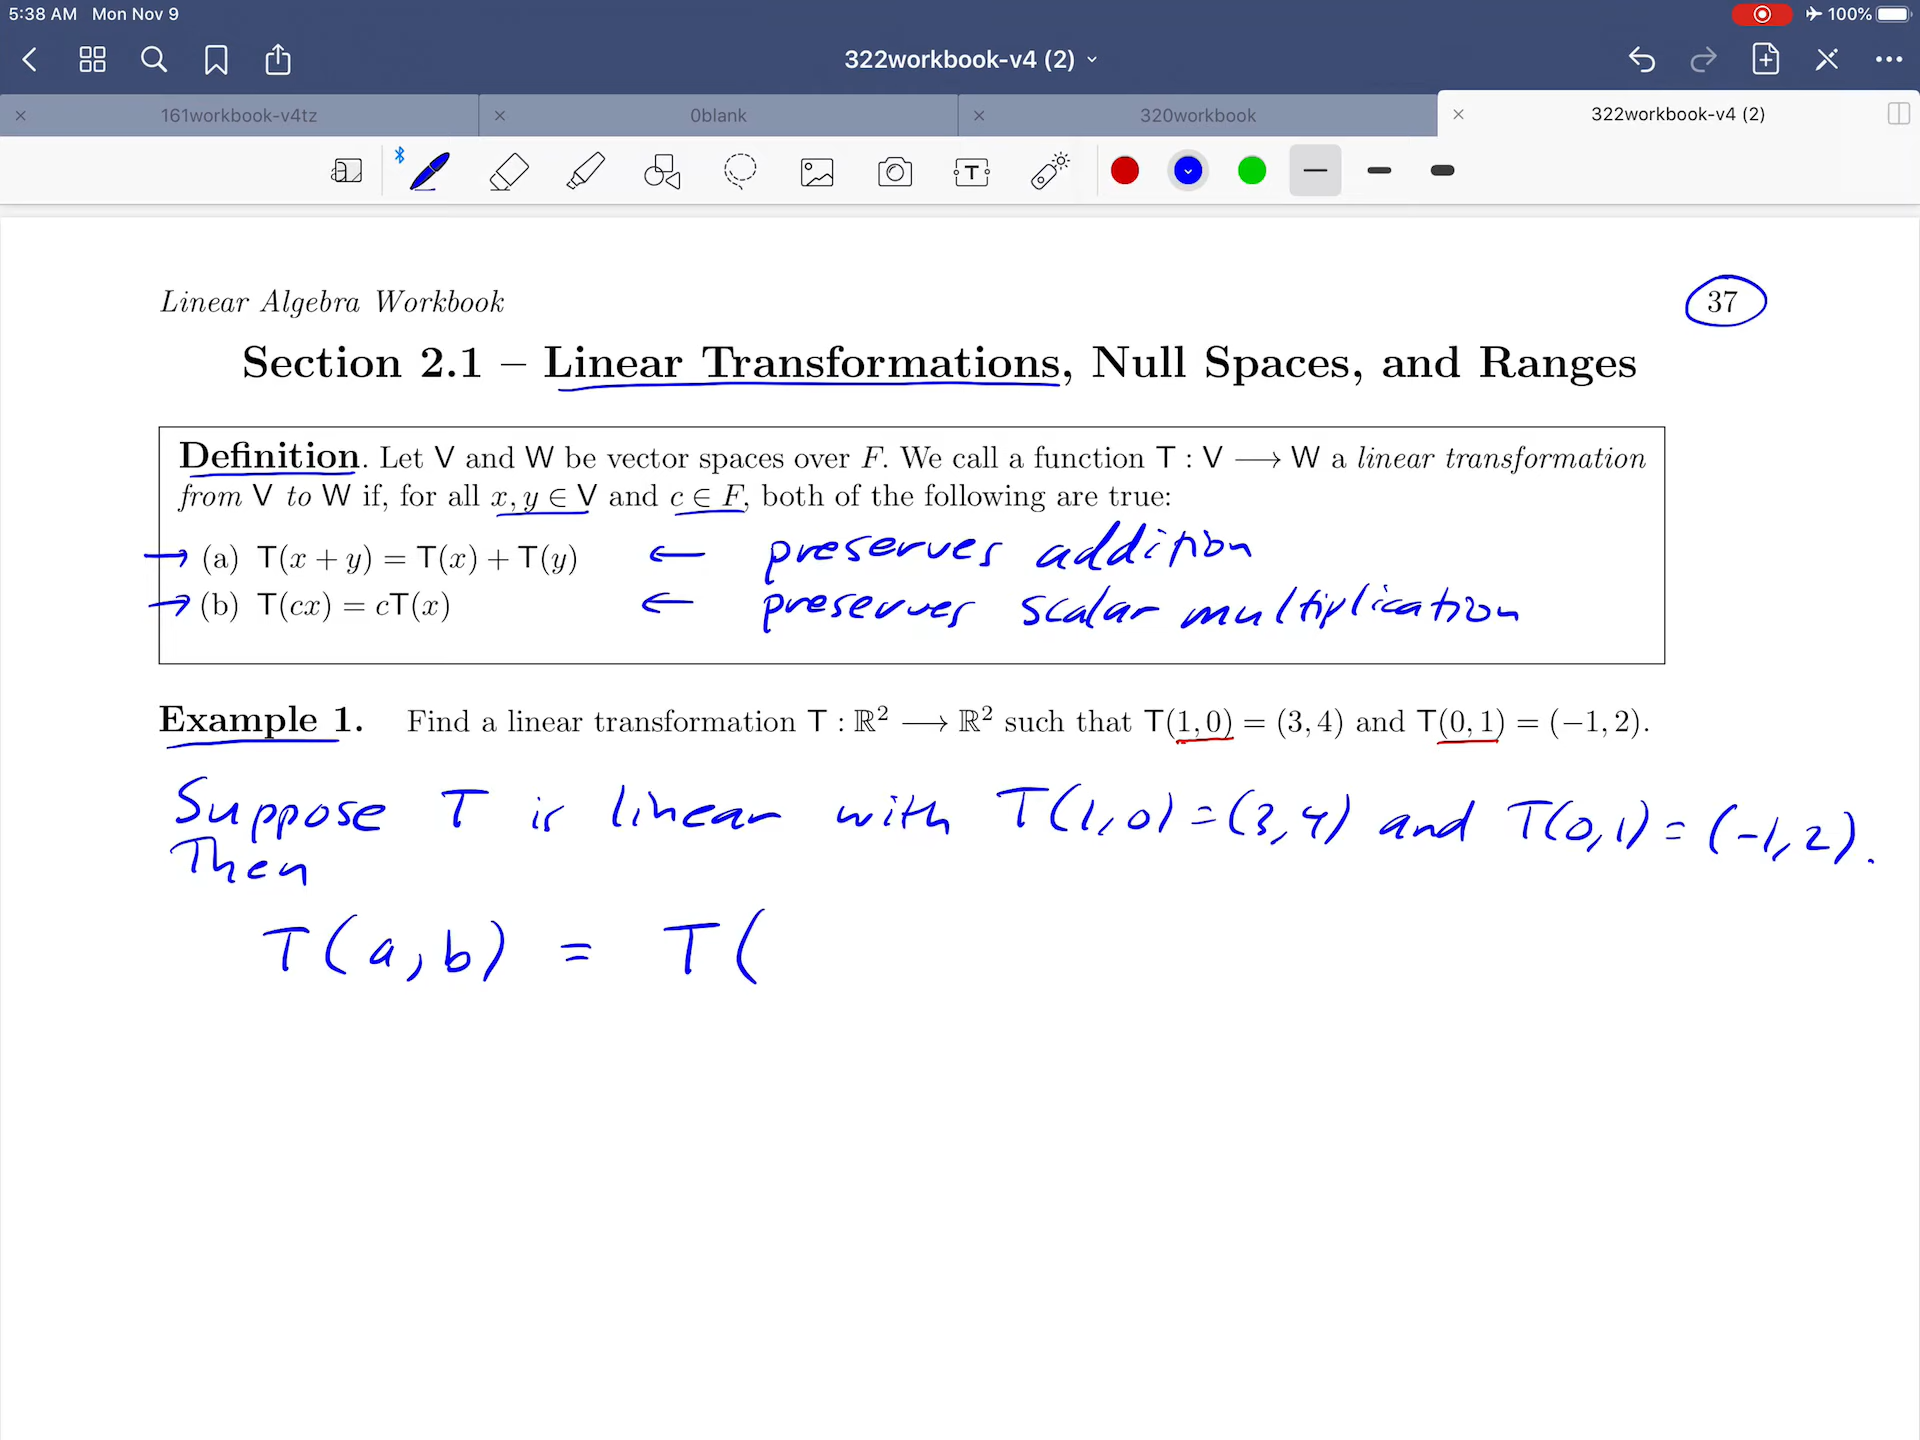 5:38 AM Mon Nov 9 100%
322workbook-v4 (2)
161workbook-v4tz 0blank 320workbook 322workbook-v4 (2)
Linear Algebra Workbook 37
Section 2.1 – Linear Transformations, Null Spaces, and Ranges
Definition. Let V and W be vector spaces over F. We call a function T : V ⟶ W a linear transformation
from V to W if, for all x, y ∈ V and c ∈ F, both of the following are true:
→ (a) T(x + y) = T(x) + T(y) ← preserves addition
→ (b) T(cx) = cT(x) ← preserves scalar multiplication
Example 1. Find a linear transformation T : ℝ² ⟶ ℝ² such that T(1, 0) = (3, 4) and T(0, 1) = (−1, 2).
Suppose T is linear with T(1,0) = (3,4) and T(0,1) = (-1,2).
Then
T(a,b) = T(